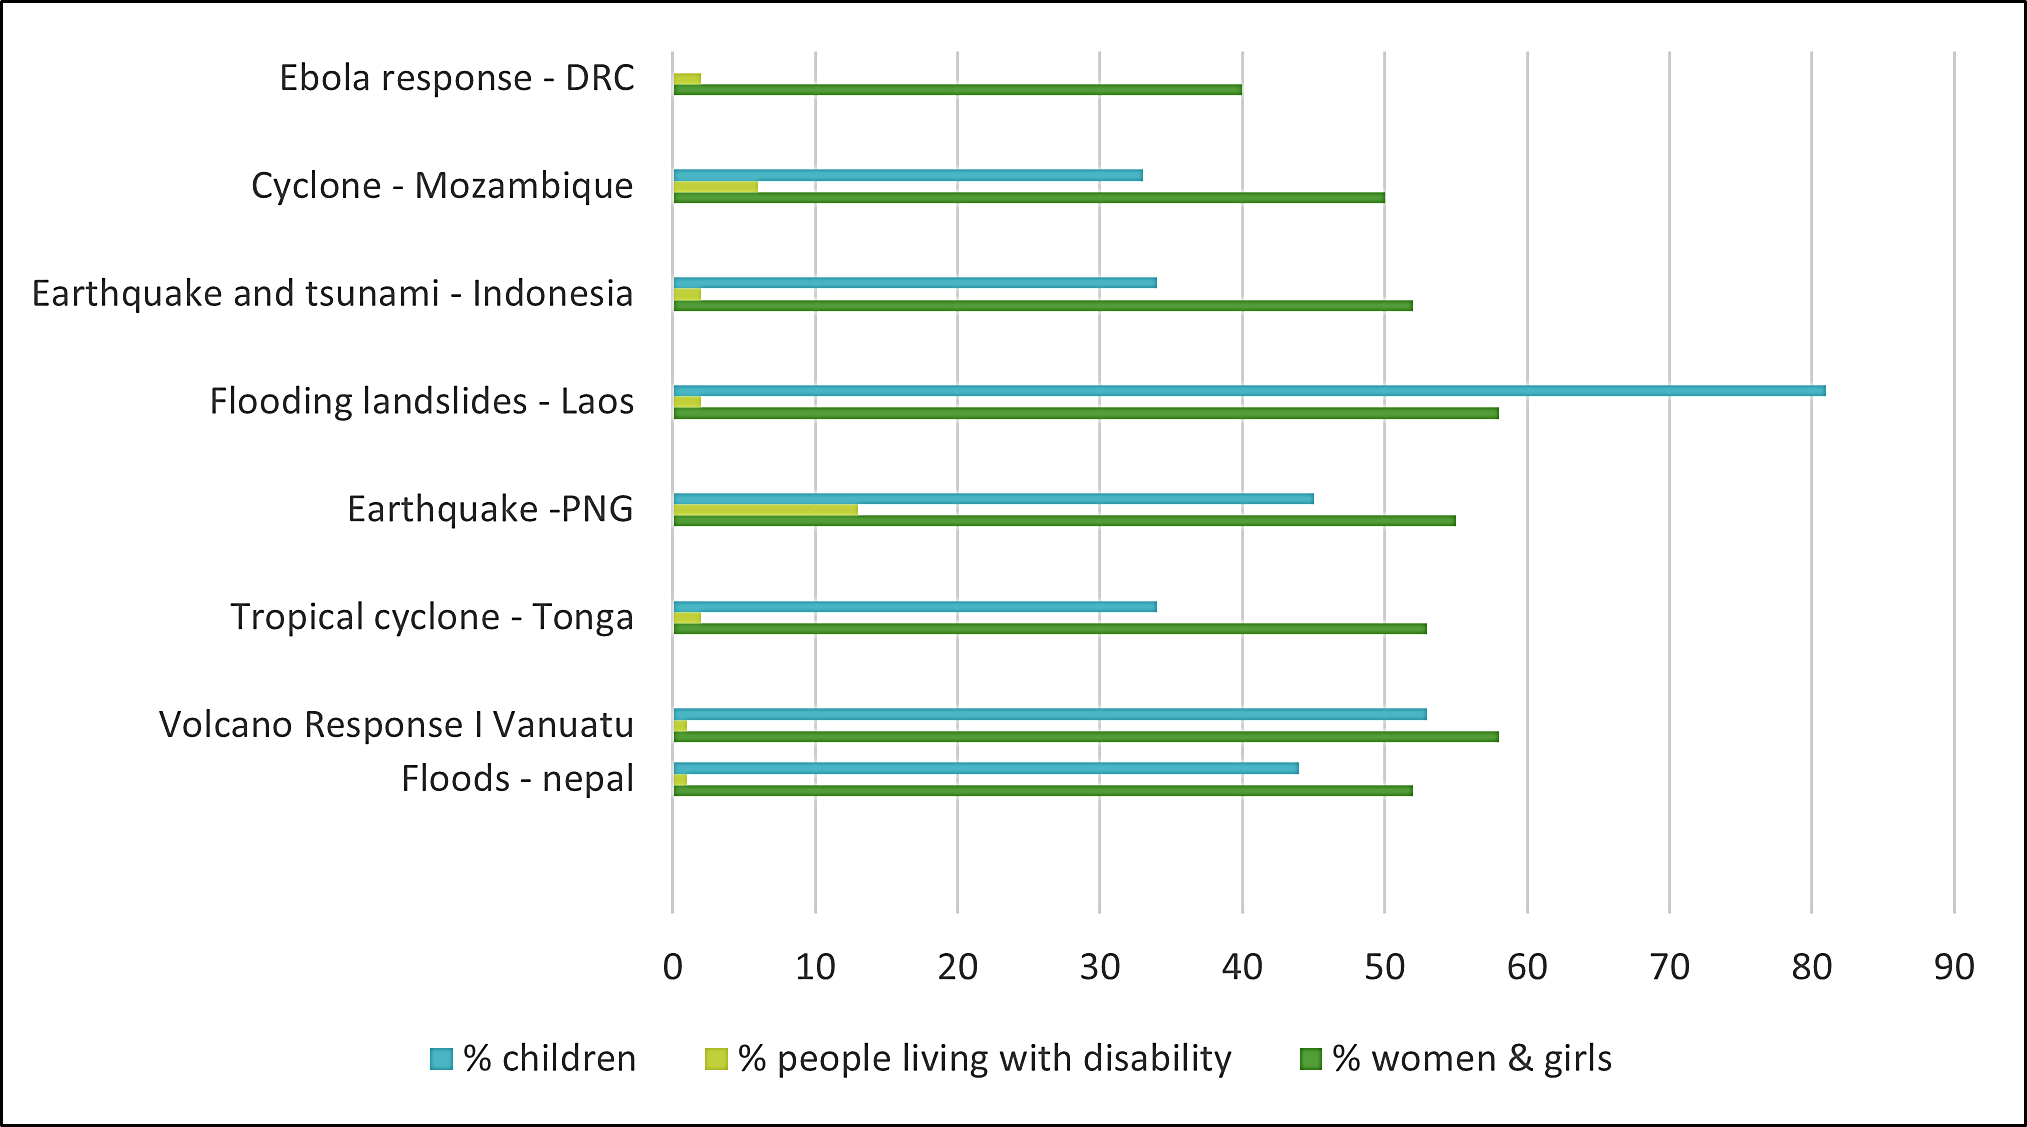 Ebola response - DRC
Cyclone - Mozambique
Earthquake and tsunami - Indonesia
Flooding landslides - Laos
Earthquake -PNG
Tropical cyclone - Tonga
Volcano Response I Vanuatu
Floods - nepal
0 10 20 30 40 50 60 70 80 90
% children % people living with disability % women & girls